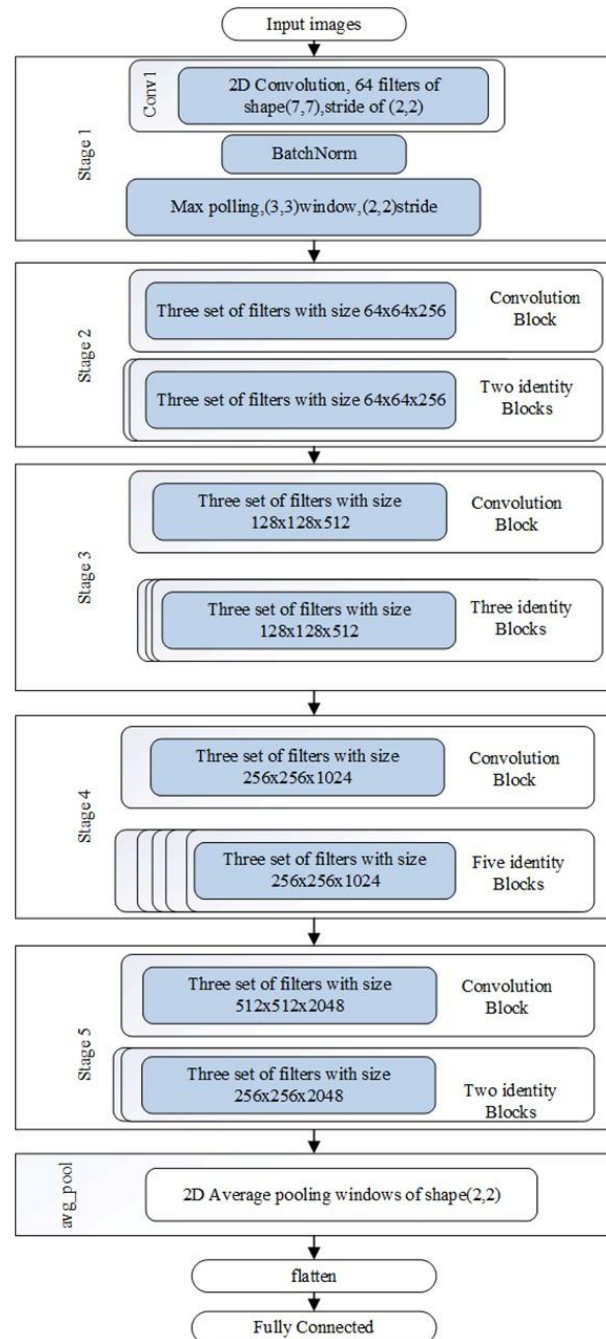 Input images
Stage 1
Conv1
2D Convolution, 64 filters of
shape(7,7),stride of (2,2)
BatchNorm
Max polling,(3,3)window,(2,2)stride
Stage 2
Three set of filters with size 64x64x256
Convolution
Block
Three set of filters with size 64x64x256
Two identity
Blocks
Stage 3
Three set of filters with size
128x128x512
Convolution
Block
Three set of filters with size
128x128x512
Three identity
Blocks
Stage 4
Three set of filters with size
256x256x1024
Convolution
Block
Three set of filters with size
256x256x1024
Five identity
Blocks
Stage 5
Three set of filters with size
512x512x2048
Convolution
Block
Three set of filters with size
256x256x2048
Two identity
Blocks
avg_pool
2D Average pooling windows of shape(2,2)
flatten
Fully Connected